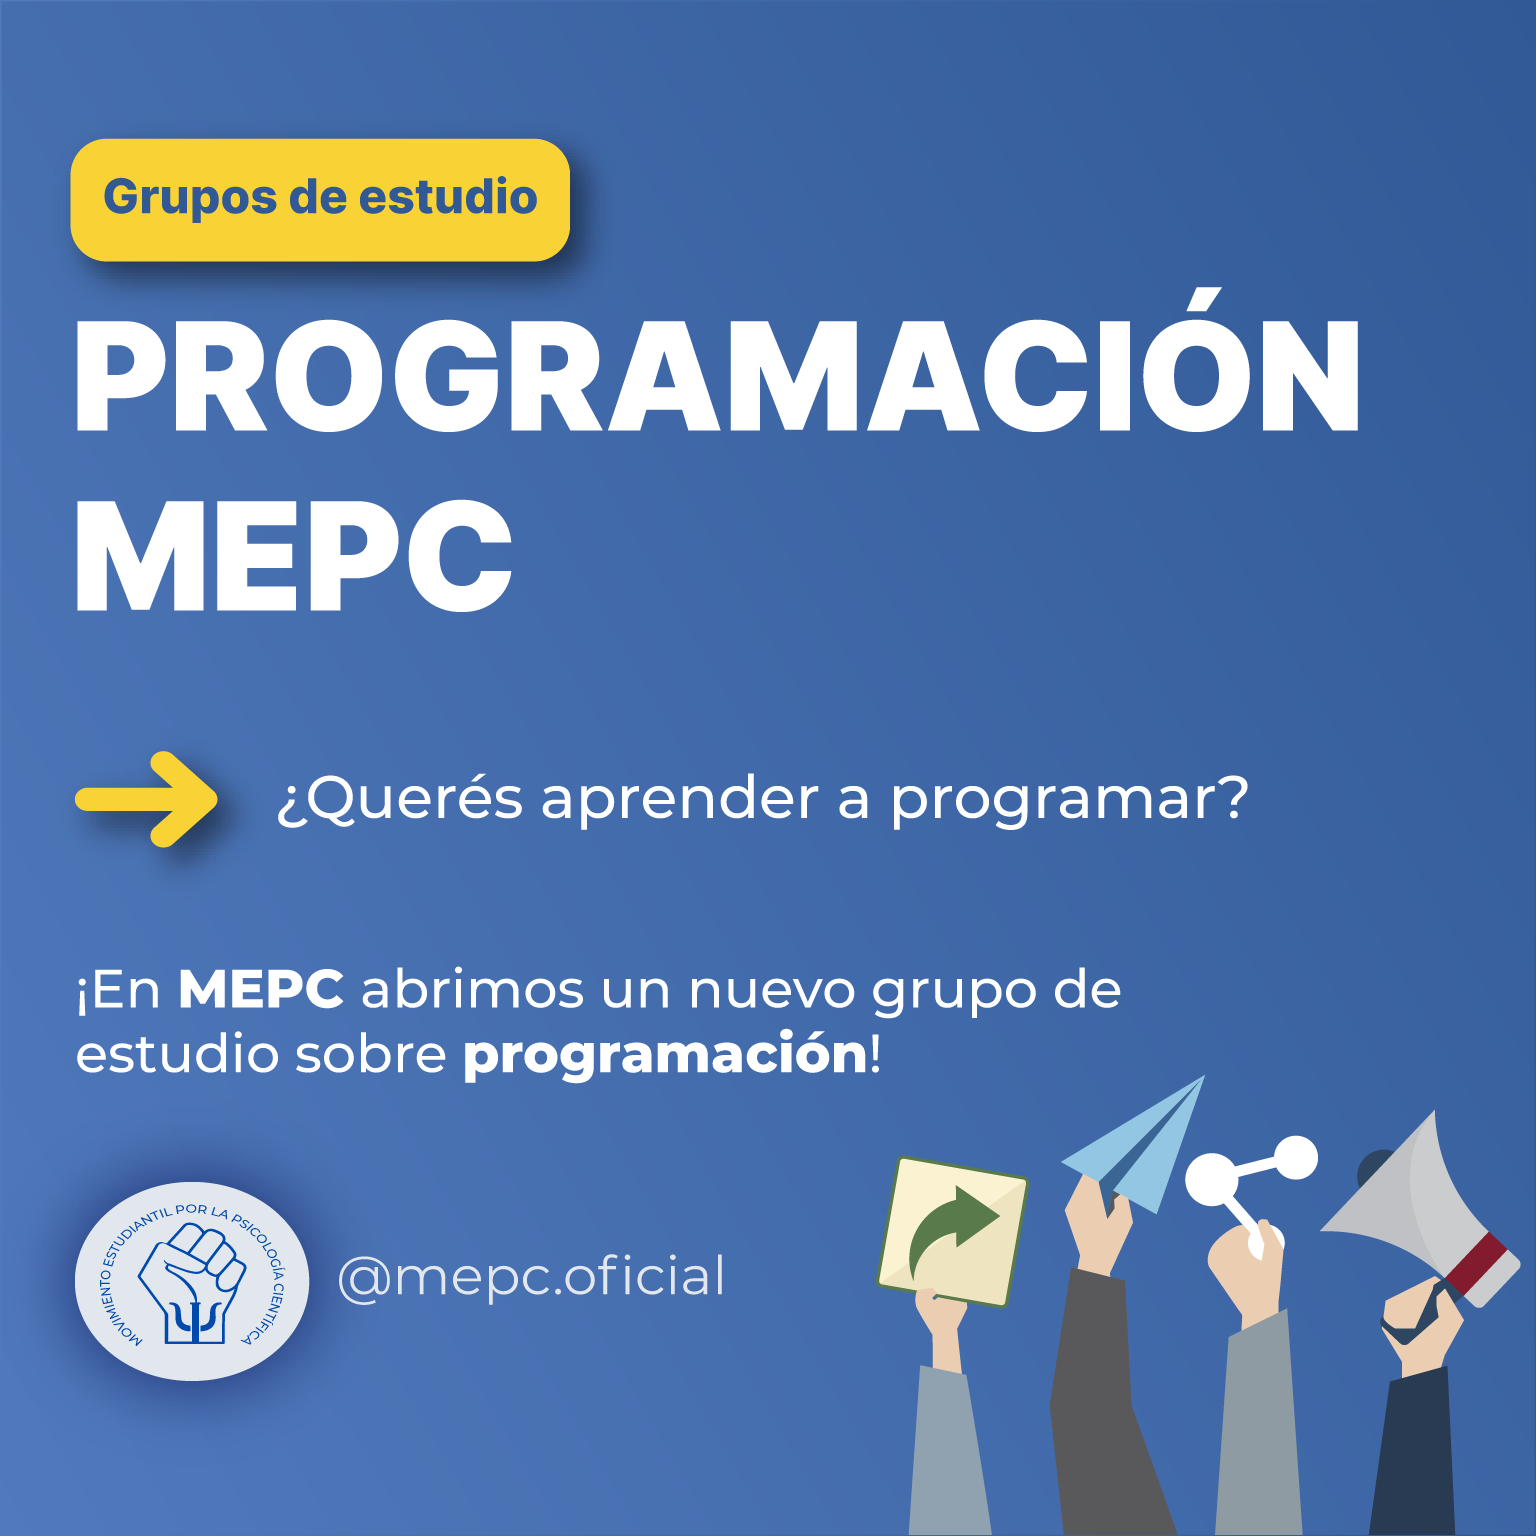 Grupos de estudio
PROGRAMACIÓN
MEPC
¿Querés aprender a programar?
¡En MEPC abrimos un nuevo grupo de
estudio sobre programación!
MOVIMIENTO ESTUDIANTIL POR LA PSICOLOGÍA CIENTÍFICA
@mepc.oficial